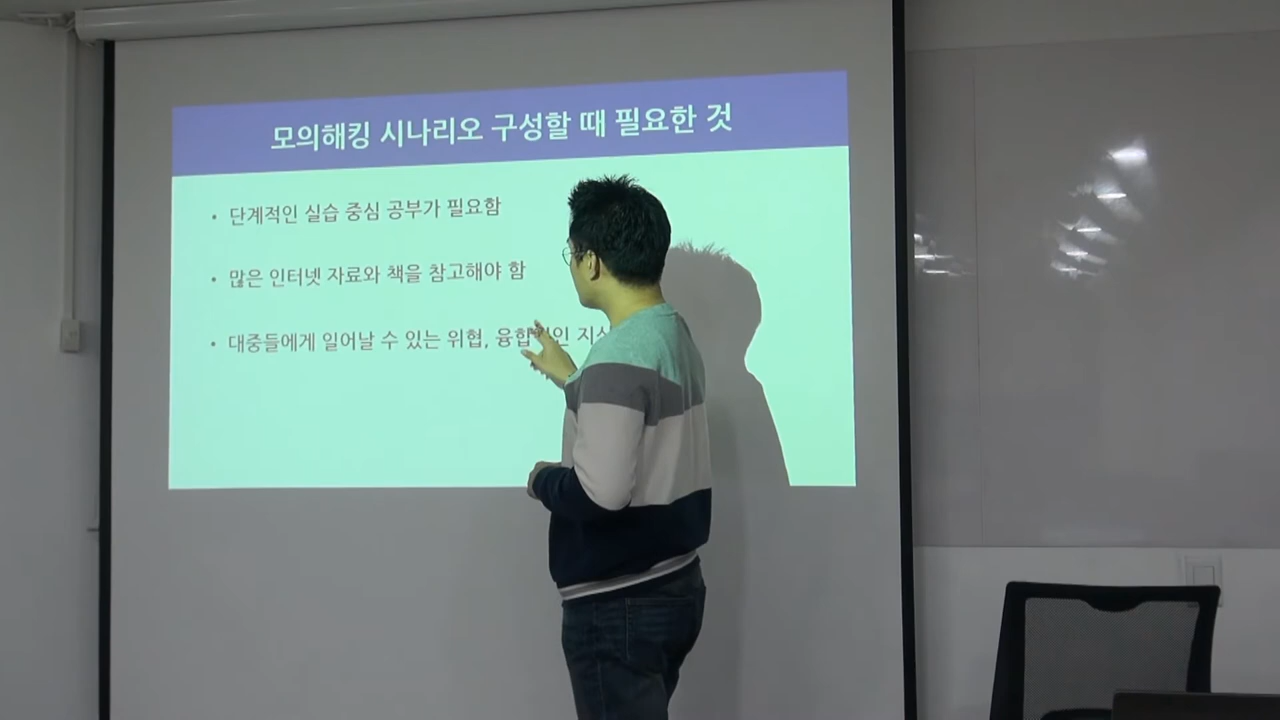 모의해킹 시나리오 구성할 때 필요한 것
• 단계적인 실습 중심 공부가 필요함
• 많은 인터넷 자료와 책을 참고해야 함
• 대중들에게 일어날 수 있는 위협,